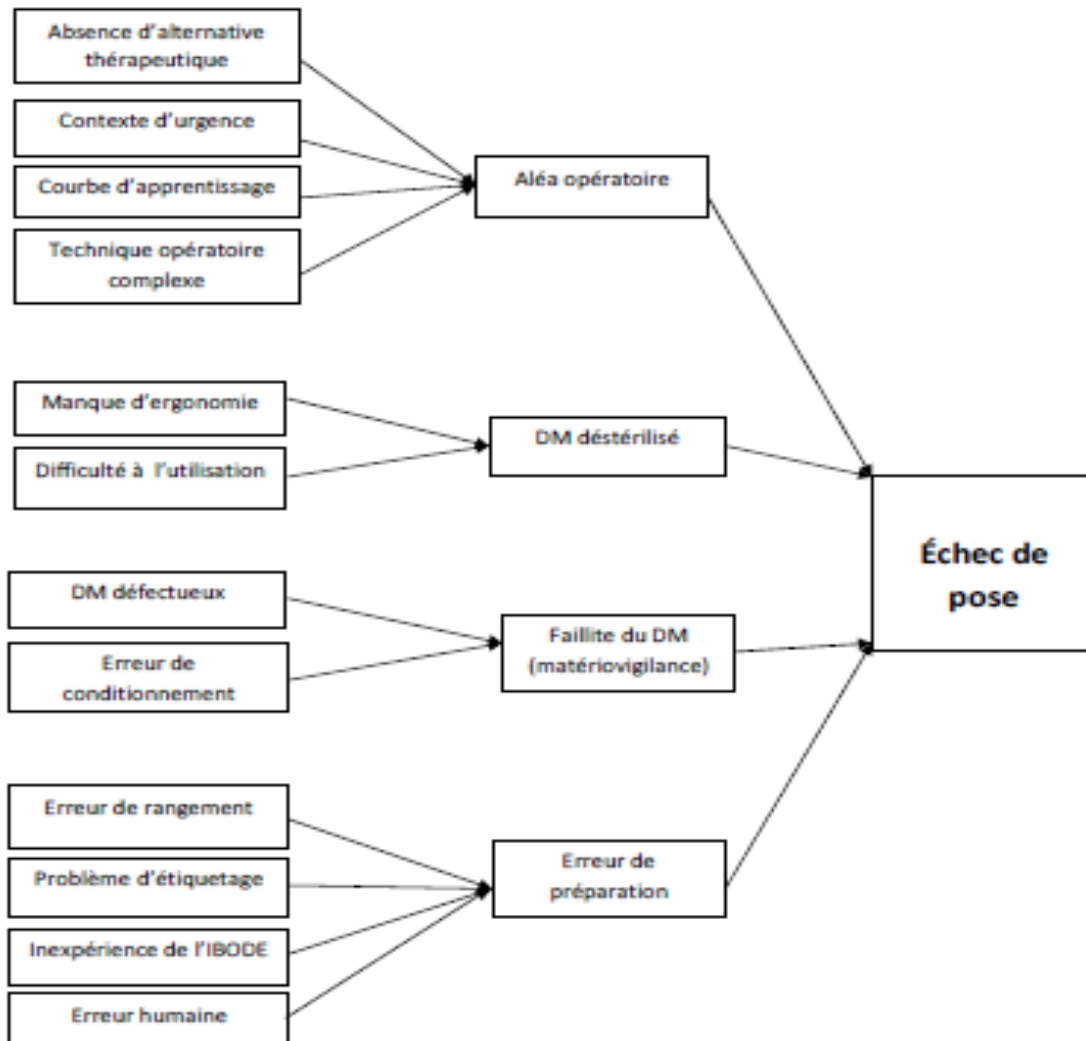 Absence d'alternative
thérapeutique
Contexte d'urgence
Courbe d'apprentissage
Technique opératoire
complexe
Aléa opératoire
Manque d'ergonomie
Difficulté à l'utilisation
DM déstérilisé
DM défectueux
Erreur de
conditionnement
Faillite du DM
(matériovigilance)
Erreur de rangement
Problème d'étiquetage
Inexpérience de l'IBODE
Erreur humaine
Erreur de
préparation
Échec de
pose